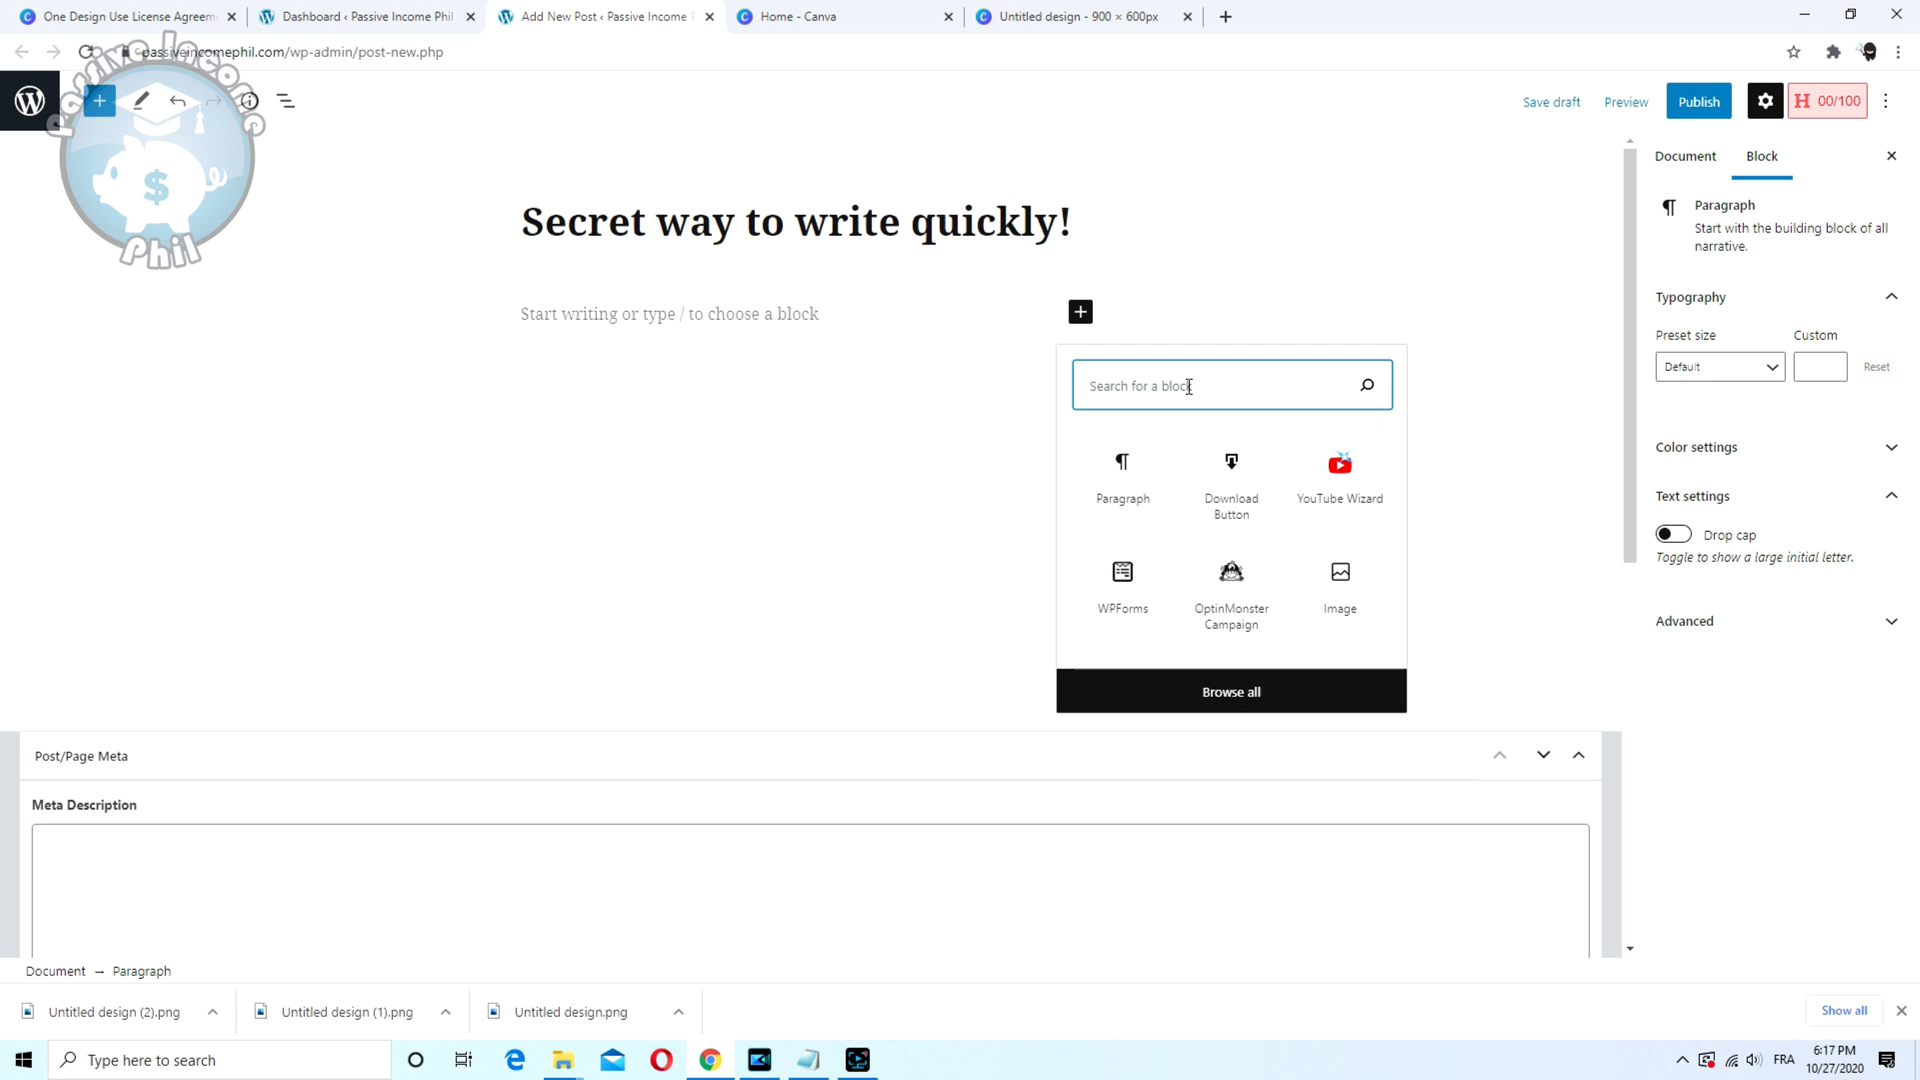 One Design Use License Agreeme
Dashboard ‹ Passive Income Phil
Add New Post ‹ Passive Income P
Home - Canva
Untitled design - 900 × 600px
passiveincomephil.com/wp-admin/post-new.php
Passive Income
$
Phil
Save draft
Preview
Publish
H 00/100
Document
Block
Paragraph
Start with the building block of all
narrative.
Secret way to write quickly!
Start writing or type / to choose a block
Typography
Preset size
Custom
Default
Reset
Search for a block
Color settings
Text settings
Drop cap
Toggle to show a large initial letter.
Advanced
Paragraph
Download
Button
YouTube Wizard
WPForms
OptinMonster
Campaign
Image
Browse all
Post/Page Meta
Meta Description
Document → Paragraph
Untitled design (2).png
Untitled design (1).png
Untitled design.png
Show all
Type here to search
FRA
6:17 PM
10/27/2020